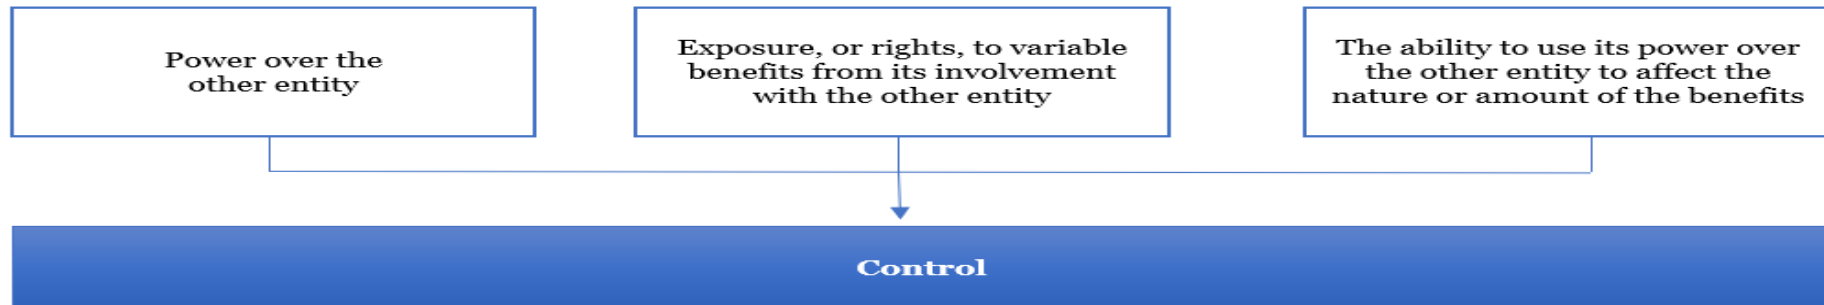 Power over the
other entity
Exposure, or rights, to variable
benefits from its involvement
with the other entity
The ability to use its power over
the other entity to affect the
nature or amount of the benefits
Control